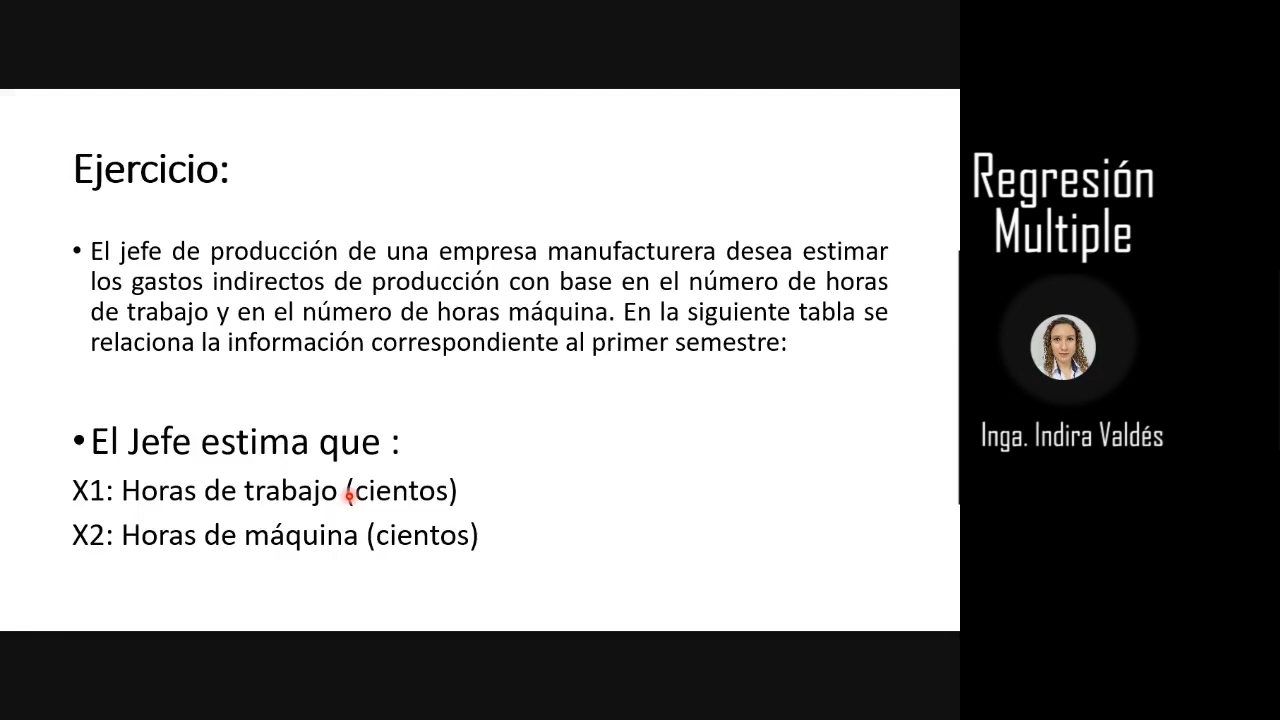 Ejercicio:
• El jefe de producción de una empresa manufacturera desea estimar
los gastos indirectos de producción con base en el número de horas
de trabajo y en el número de horas máquina. En la siguiente tabla se
relaciona la información correspondiente al primer semestre:
• El Jefe estima que :
X1: Horas de trabajo (cientos)
X2: Horas de máquina (cientos)
Regresión
Multiple
Inga. Indira Valdés